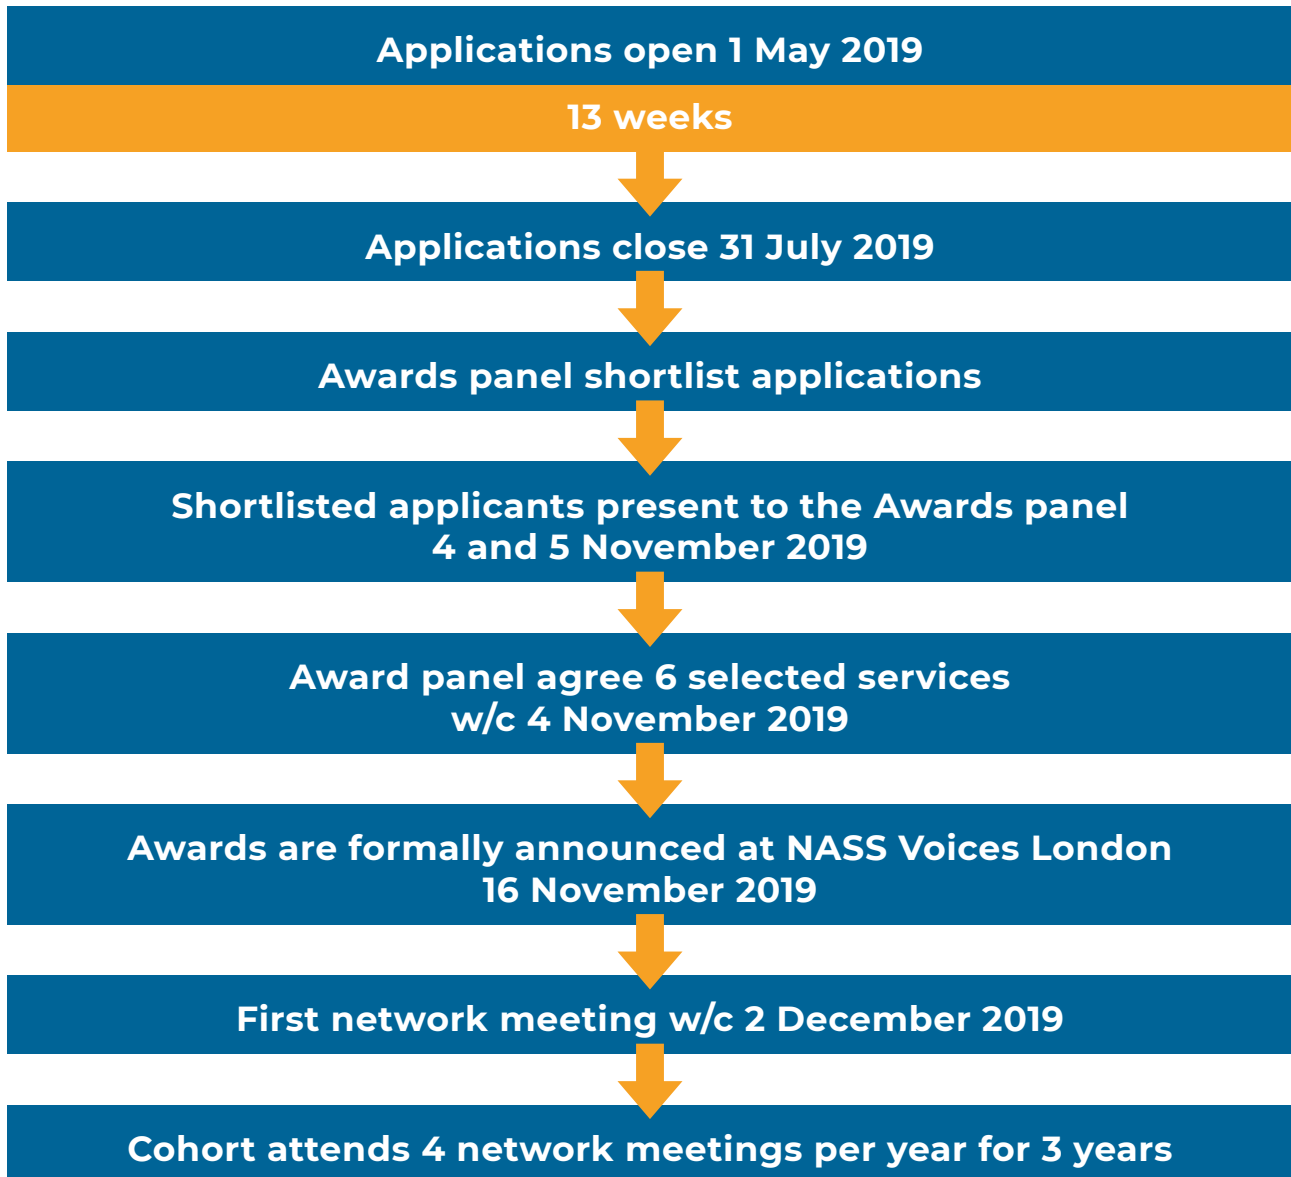 Applications open 1 May 2019
13 weeks
Applications close 31 July 2019
Awards panel shortlist applications
Shortlisted applicants present to the Awards panel
4 and 5 November 2019
Award panel agree 6 selected services
w/c 4 November 2019
Awards are formally announced at NASS Voices London
16 November 2019
First network meeting w/c 2 December 2019
Cohort attends 4 network meetings per year for 3 years